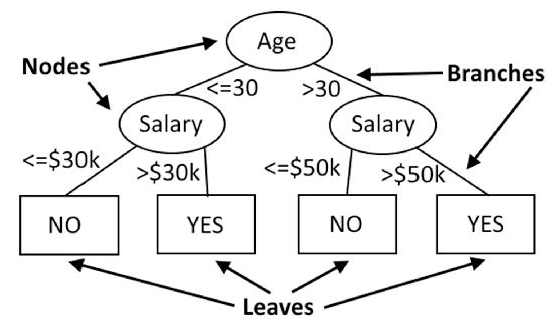 Age
Nodes
Branches
<=30
>30
Salary
Salary
<=$30k
>$30k
<=$50k
>$50k
NO
YES
NO
YES
Leaves